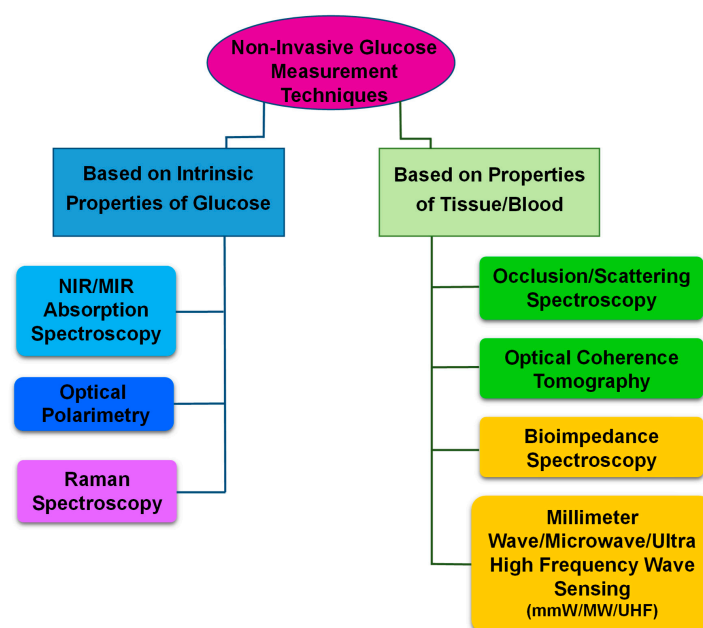 Non-Invasive Glucose
Measurement
Techniques
Based on Intrinsic
Properties of Glucose
Based on Properties
of Tissue/Blood
NIR/MIR
Absorption
Spectroscopy
Optical
Polarimetry
Raman
Spectroscopy
Occlusion/Scattering
Spectroscopy
Optical Coherence
Tomography
Bioimpedance
Spectroscopy
Millimeter
Wave/Microwave/Ultra
High Frequency Wave
Sensing
(mmW/MW/UHF)